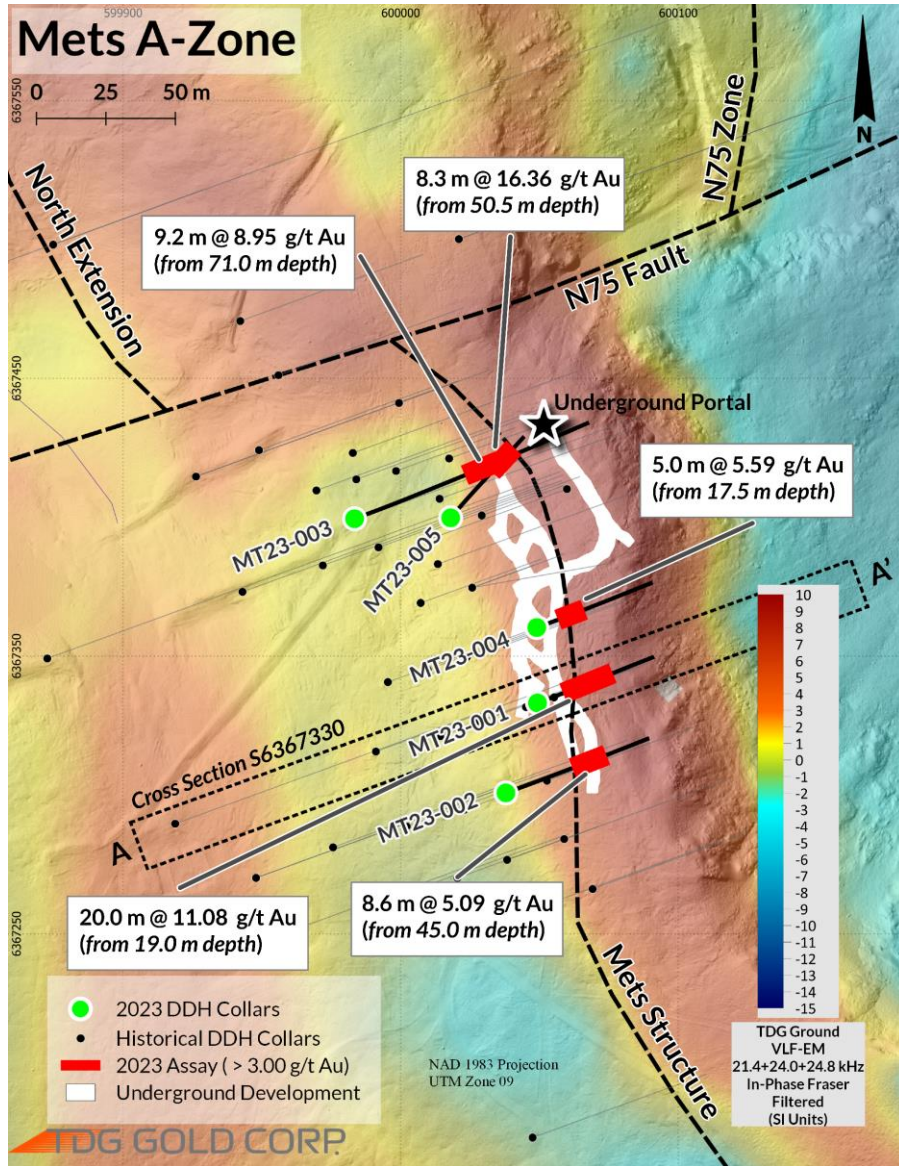 599900
600000
600100
Mets A-Zone
0 25 50 m
6367550
6367450
6367350
6367250
N
N75 Zone
North Extension
N75 Fault
8.3 m @ 16.36 g/t Au
(from 50.5 m depth)
9.2 m @ 8.95 g/t Au
(from 71.0 m depth)
Underground Portal
5.0 m @ 5.59 g/t Au
(from 17.5 m depth)
MT23-003
MT23-005
MT23-004
MT23-001
MT23-002
A'
Cross Section S6367330
A
20.0 m @ 11.08 g/t Au
(from 19.0 m depth)
8.6 m @ 5.09 g/t Au
(from 45.0 m depth)
Mets Structure
10
9
8
7
6
5
4
3
2
1
0
-1
-2
-3
-4
-5
-6
-7
-8
-9
-10
-11
-12
-13
-14
-15
TDG Ground
VLF-EM
21.4+24.0+24.8 kHz
In-Phase Fraser
Filtered
(SI Units)
2023 DDH Collars
Historical DDH Collars
2023 Assay ( > 3.00 g/t Au)
Underground Development
NAD 1983 Projection
UTM Zone 09
TDG GOLD CORP.